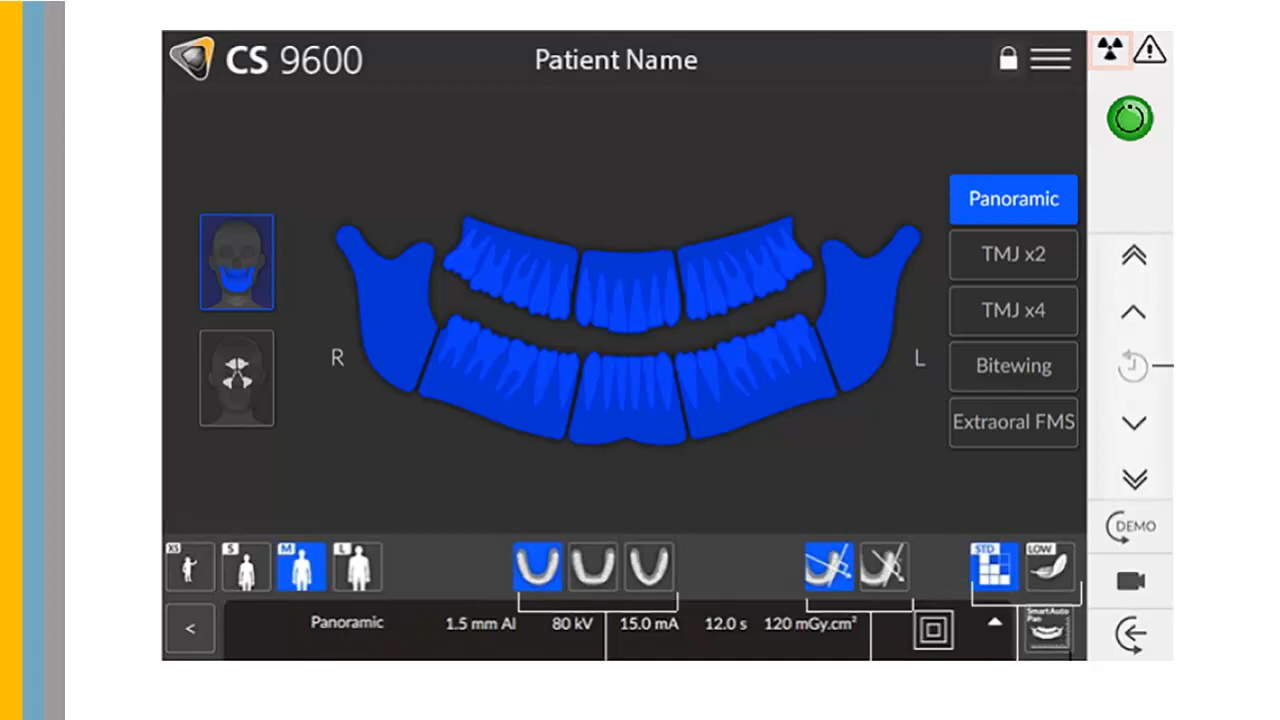 CS 9600
Patient Name
Panoramic
TMJ x2
TMJ x4
R
L
Bitewing
Extraoral FMS
DEMO
XS
S
M
L
STD
LOW
<
Panoramic
1.5 mm Al
80 kV
15.0 mA
12.0 s
120 mGy.cm²
SmartAuto
Pan